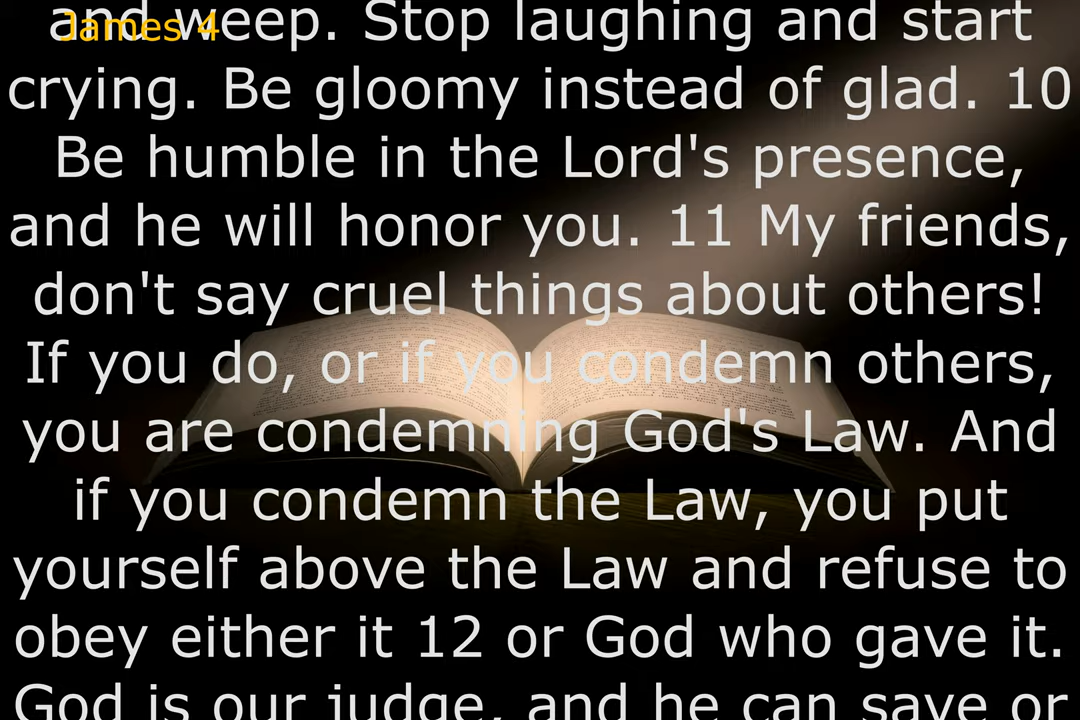 James 4
and weep. Stop laughing and start
crying. Be gloomy instead of glad. 10
Be humble in the Lord's presence,
and he will honor you. 11 My friends,
don't say cruel things about others!
If you do, or if you condemn others,
you are condemning God's Law. And
if you condemn the Law, you put
yourself above the Law and refuse to
obey either it 12 or God who gave it.
God is our judge, and he can save or